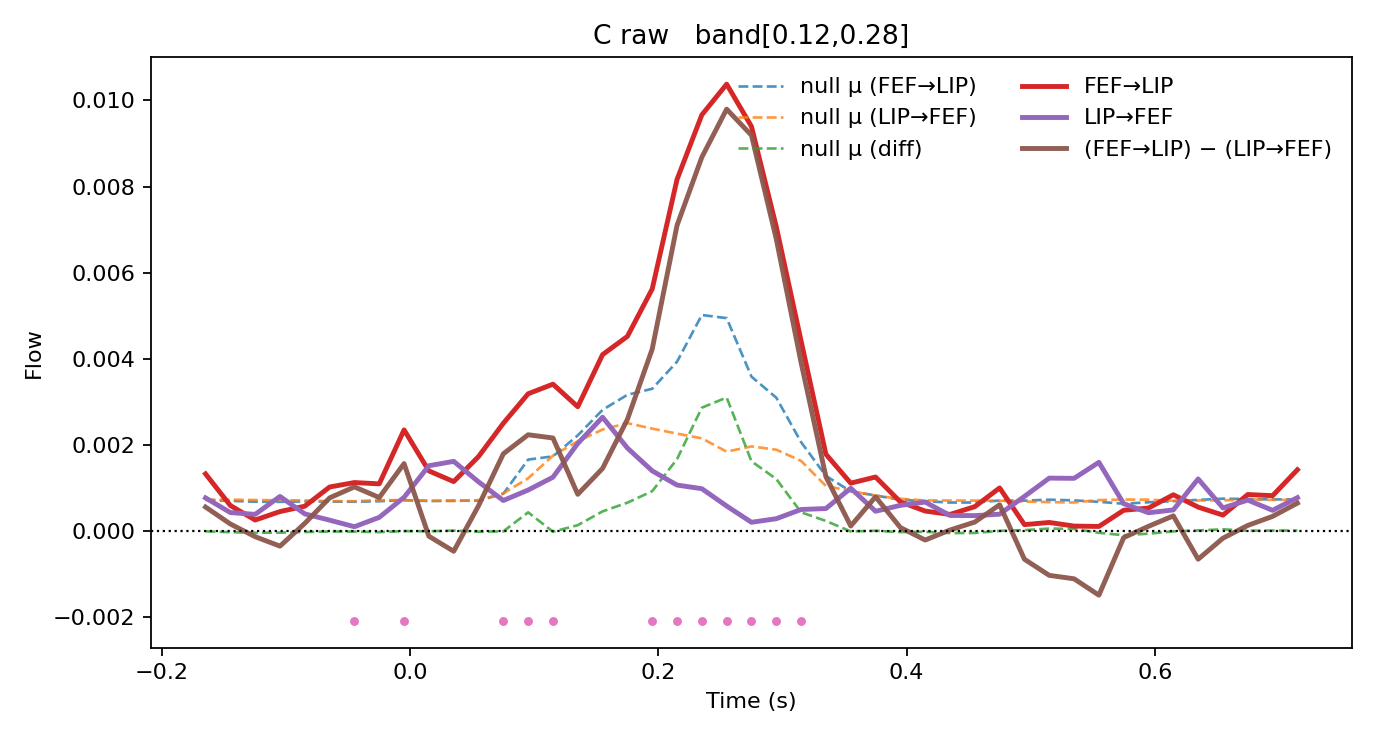 C raw band[0.12,0.28]
null μ (FEF→LIP)
null μ (LIP→FEF)
null μ (diff)
FEF→LIP
LIP→FEF
(FEF→LIP) − (LIP→FEF)
Flow
0.010
0.008
0.006
0.004
0.002
0.000
−0.002
−0.2
0.0
0.2
0.4
0.6
Time (s)